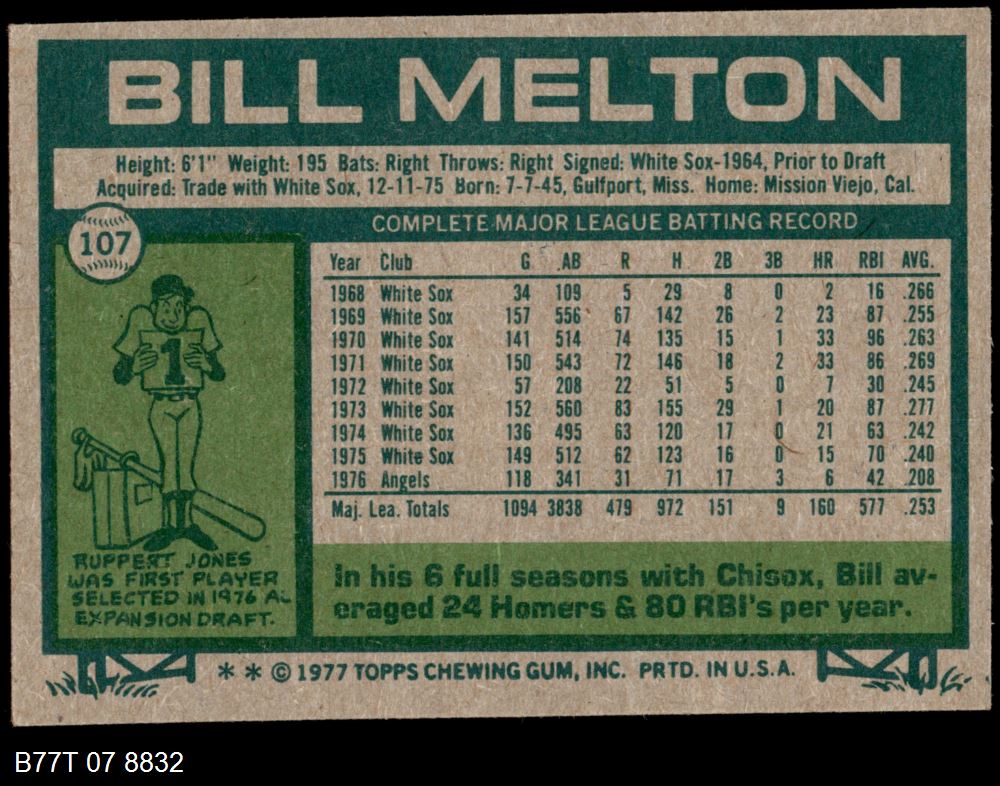 BILL MELTON
Height: 6'1" Weight: 195 Bats: Right Throws: Right Signed: White Sox-1964, Prior to Draft
Acquired: Trade with White Sox, 12-11-75 Born: 7-7-45, Gulfport, Miss. Home: Mission Viejo, Cal.
107
COMPLETE MAJOR LEAGUE BATTING RECORD
Year Club G AB R H 2B 3B HR RBI AVG.
1968 White Sox 34 109 5 29 8 0 2 16 .266
1969 White Sox 157 556 67 142 26 2 23 87 .255
1970 White Sox 141 514 74 135 15 1 33 96 .263
1971 White Sox 150 543 72 146 18 2 33 86 .269
1972 White Sox 57 208 22 51 5 0 7 30 .245
1973 White Sox 152 560 83 155 29 1 20 87 .277
1974 White Sox 136 495 63 120 17 0 21 63 .242
1975 White Sox 149 512 62 123 16 0 15 70 .240
1976 Angels 118 341 31 71 17 3 6 42 .208
Maj. Lea. Totals 1094 3838 479 972 151 9 160 577 .253
1
RUPPERT JONES
WAS FIRST PLAYER
SELECTED IN 1976 AL
EXPANSION DRAFT.
In his 6 full seasons with Chisox, Bill av-
eraged 24 Homers & 80 RBI's per year.
* * © 1977 TOPPS CHEWING GUM, INC. PRTD. IN U.S.A.
B77T 07 8832